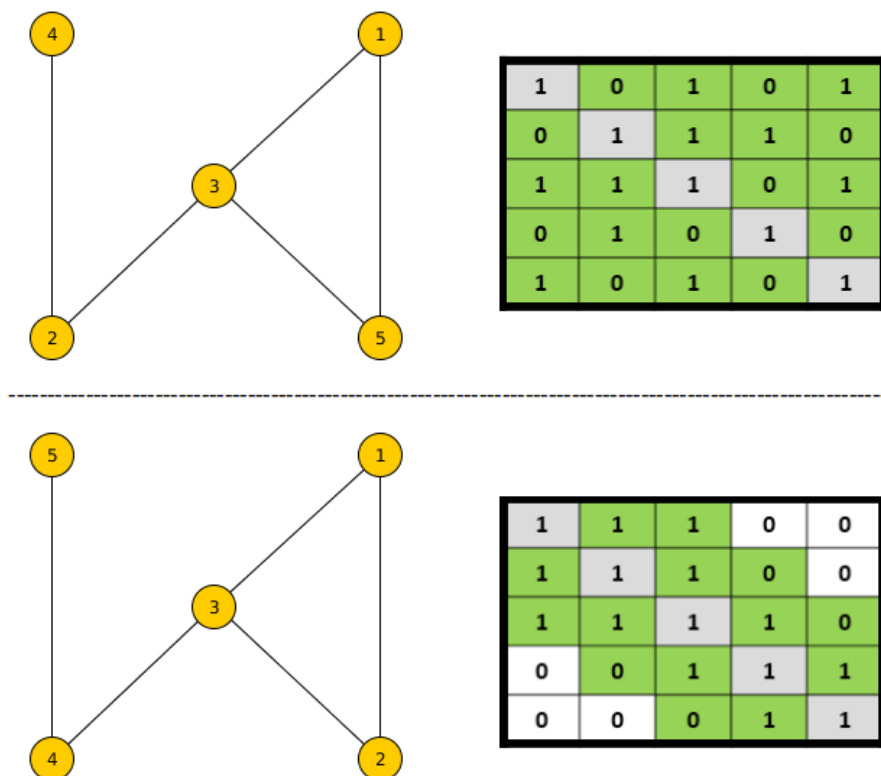 4 1
1 0 1 0 1
0 1 1 1 0
3
1 1 1 0 1
0 1 0 1 0
1 0 1 0 1
2 5
5 1
1 1 1 0 0
1 1 1 0 0
3
1 1 1 1 0
0 0 1 1 1
0 0 0 1 1
4 2